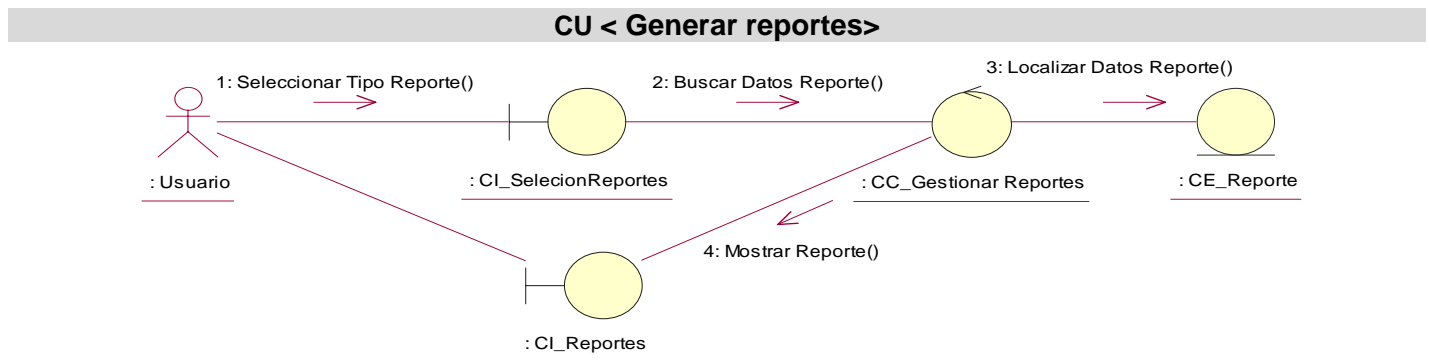 CU < Generar reportes>
1: Seleccionar Tipo Reporte()
2: Buscar Datos Reporte()
3: Localizar Datos Reporte()
: Usuario
: CI_SelecionReportes
: CC_Gestionar Reportes
: CE_Reporte
4: Mostrar Reporte()
: CI_Reportes